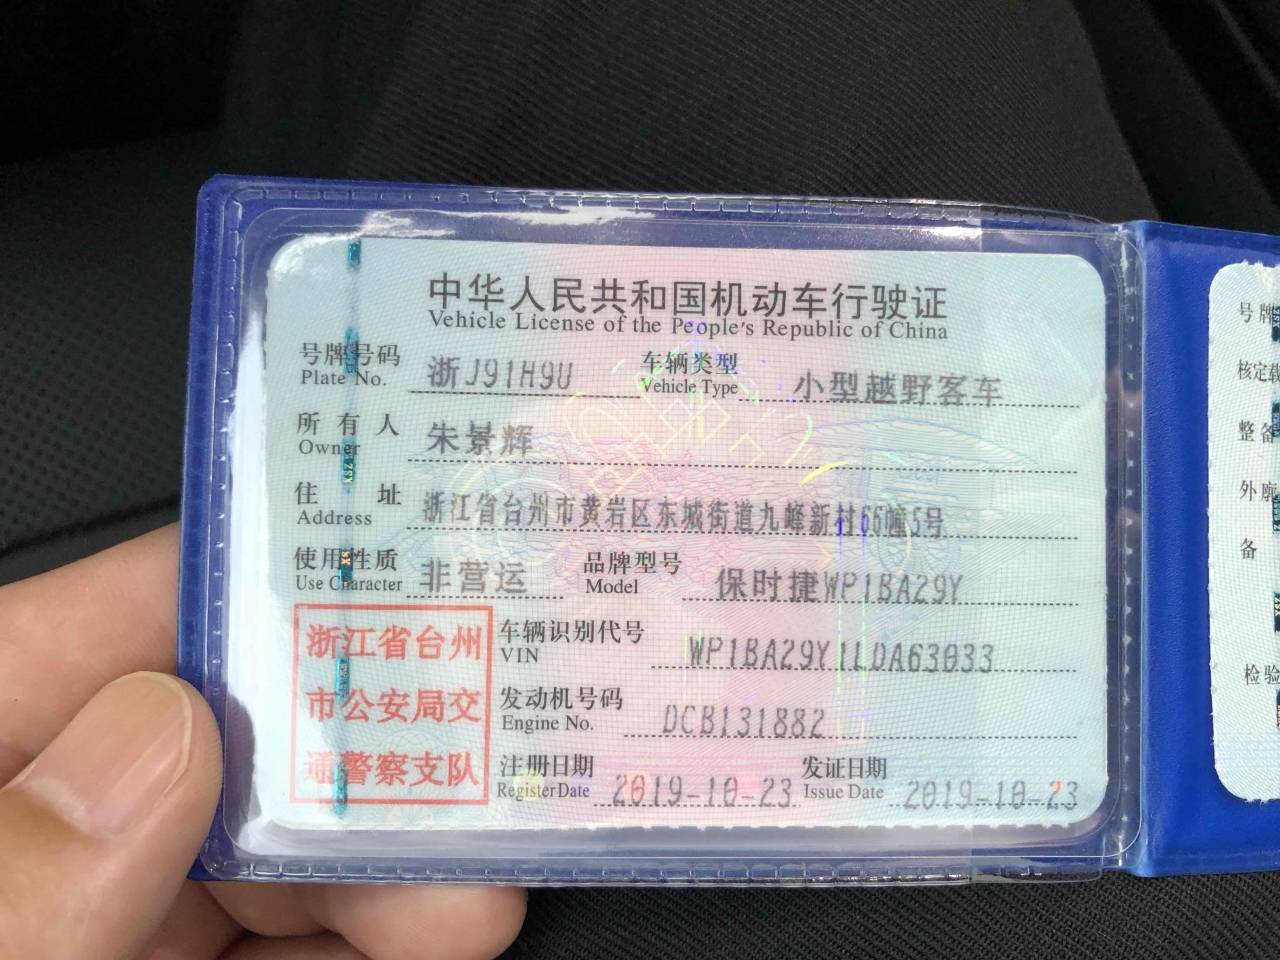 中华人民共和国机动车行驶证
Vehicle License of the People's Republic of China
号牌号码 浙J91H9U 车辆类型 小型越野客车
Plate No. Vehicle Type
所有人 朱景辉
Owner
住址 浙江省台州市黄岩区东城街道九峰新村66幢5号
Address
使用性质 非营运 品牌型号 保时捷WP1BA29Y
Use Character Model
浙江省台州
市公安局交
通警察支队
车辆识别代号 WP1BA29Y1LDA63033
VIN
发动机号码 DCB131882
Engine No.
注册日期 2019-10-23 发证日期 2019-10-23
Register Date Issue Date
号牌
核定载
整备
外廓
备
检验